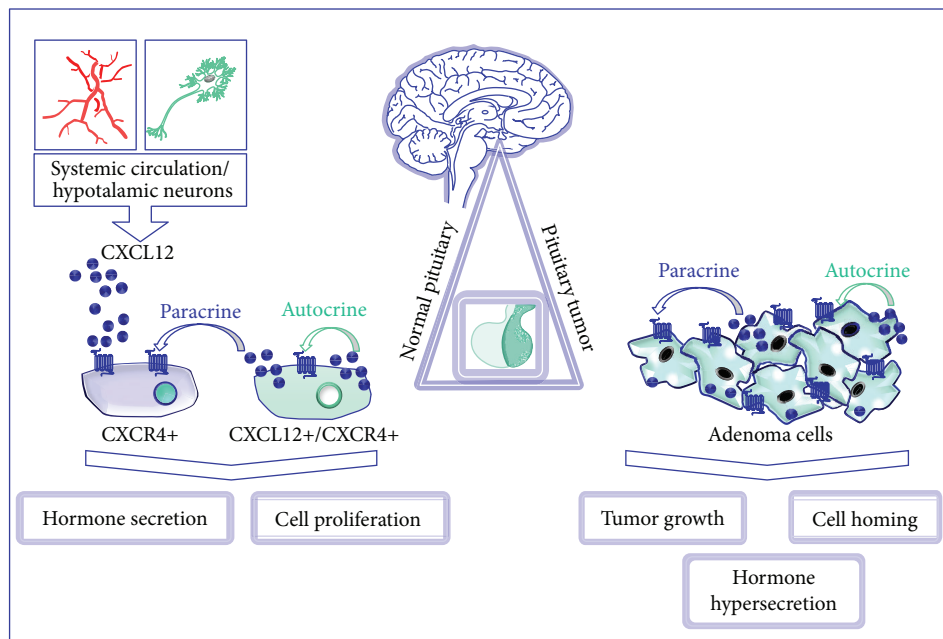 Systemic circulation/
hypotalamic neurons
CXCL12
Paracrine
Autocrine
CXCR4+
CXCL12+/CXCR4+
Hormone secretion
Cell proliferation
Normal pituitary
Pituitary tumor
Paracrine
Autocrine
Adenoma cells
Tumor growth
Cell homing
Hormone
hypersecretion